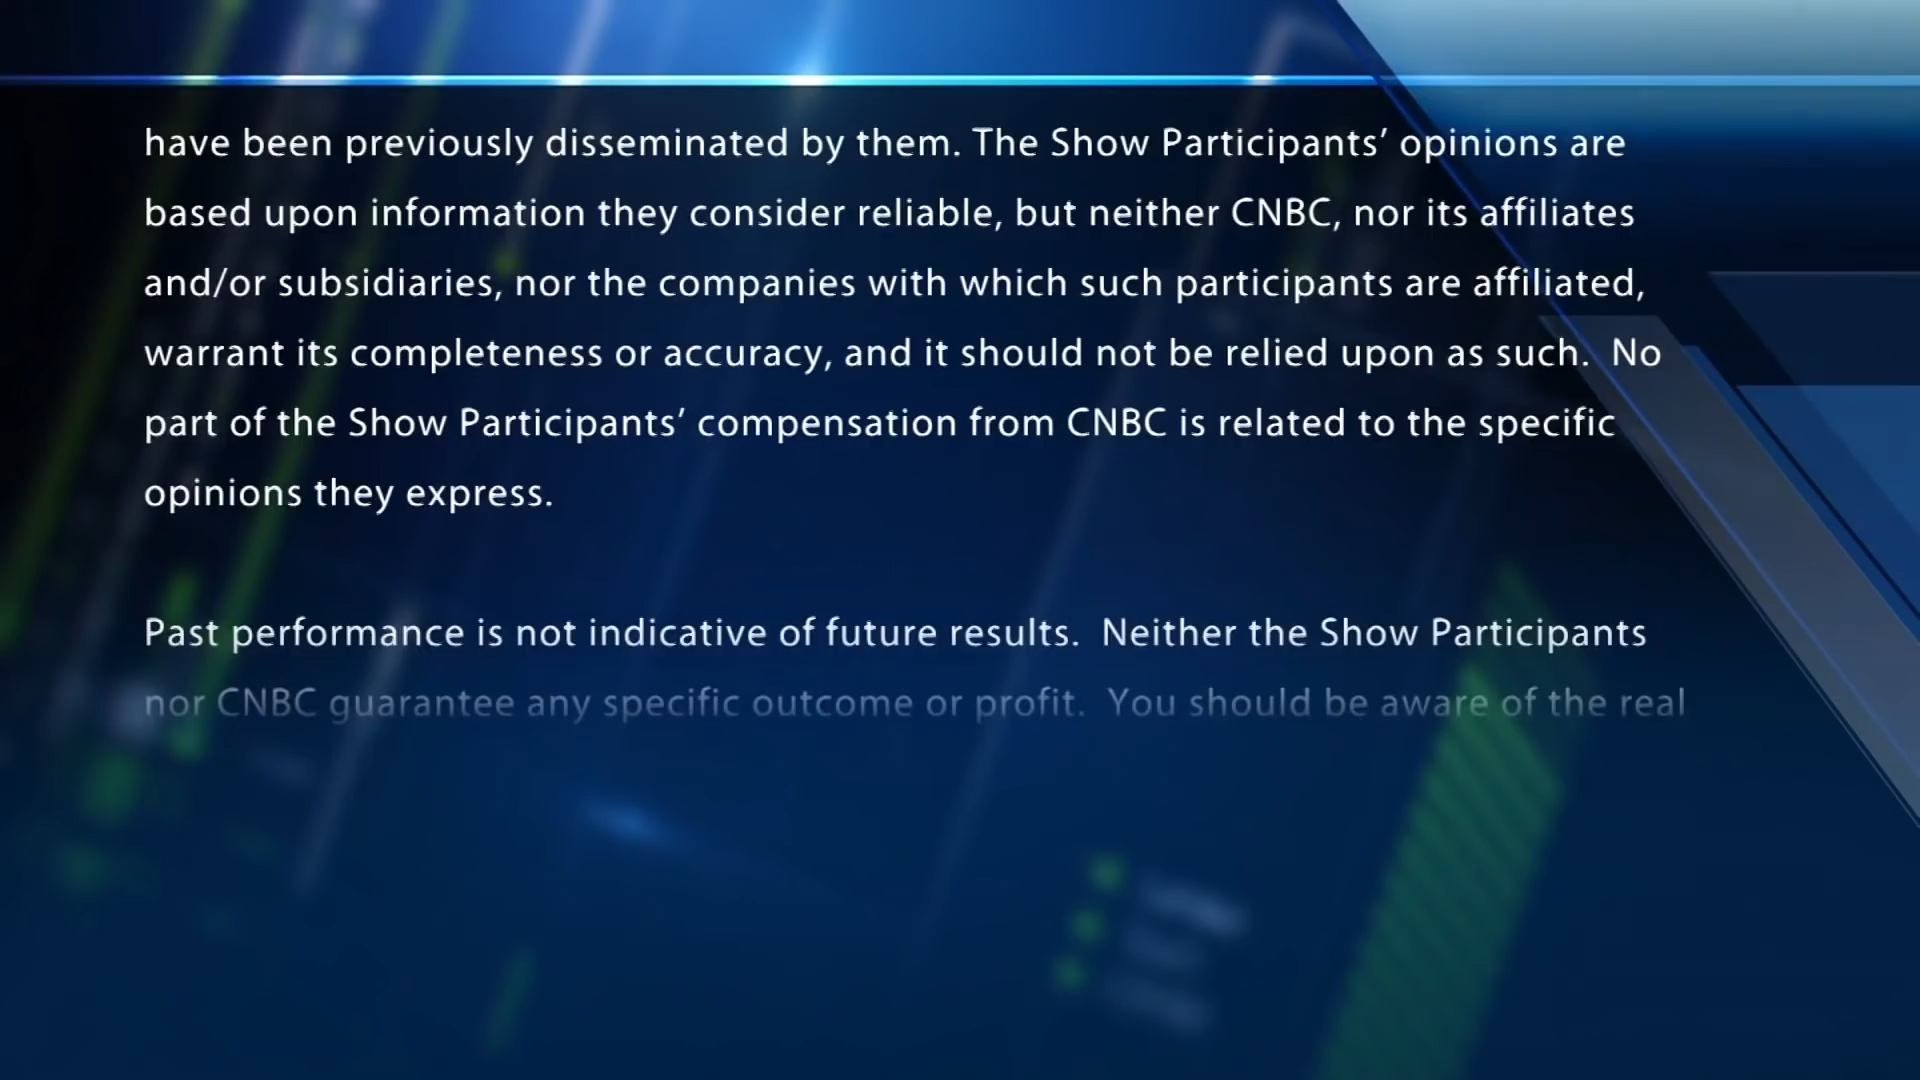 have been previously disseminated by them. The Show Participants’ opinions are
based upon information they consider reliable, but neither CNBC, nor its affiliates
and/or subsidiaries, nor the companies with which such participants are affiliated,
warrant its completeness or accuracy, and it should not be relied upon as such.  No
part of the Show Participants’ compensation from CNBC is related to the specific
opinions they express.
Past performance is not indicative of future results.  Neither the Show Participants
nor CNBC guarantee any specific outcome or profit.  You should be aware of the real